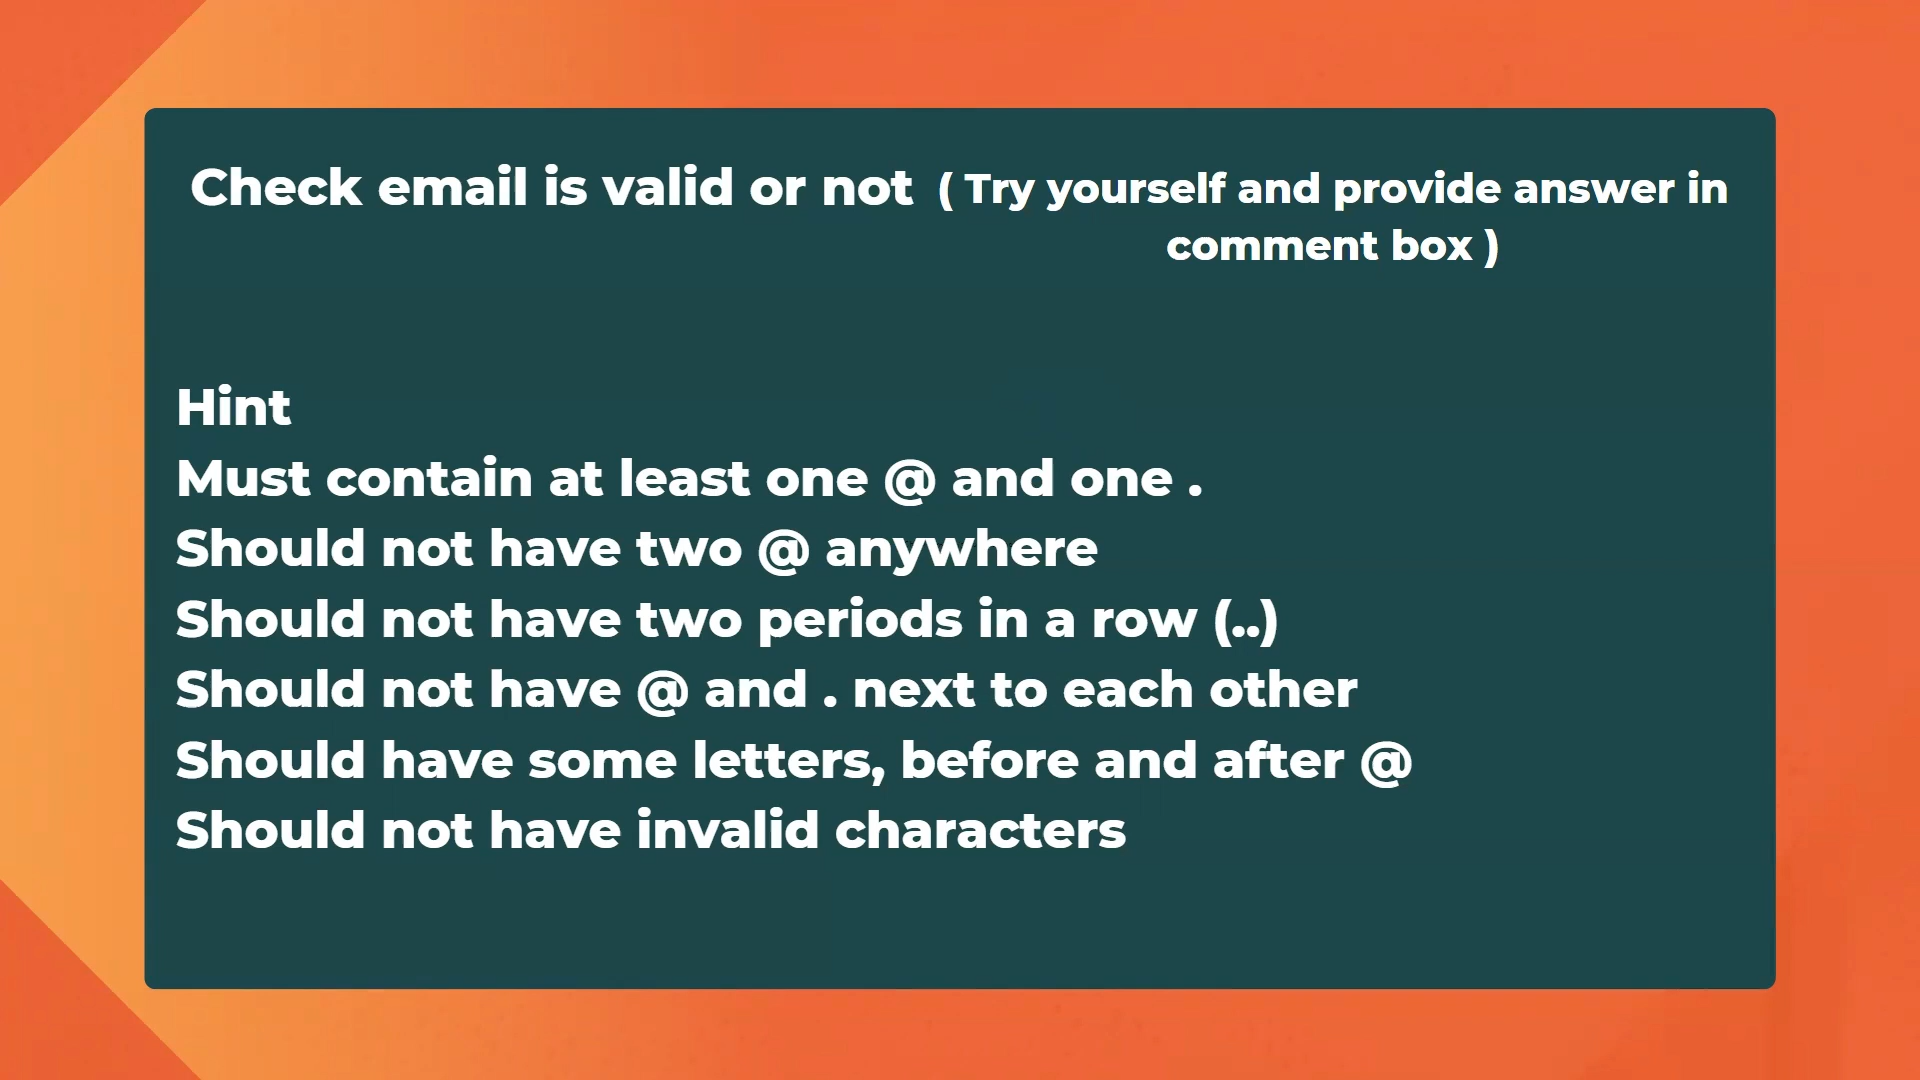 Check email is valid or not ( Try yourself and provide answer in
comment box )
Hint
Must contain at least one @ and one .
Should not have two @ anywhere
Should not have two periods in a row (..)
Should not have @ and . next to each other
Should have some letters, before and after @
Should not have invalid characters